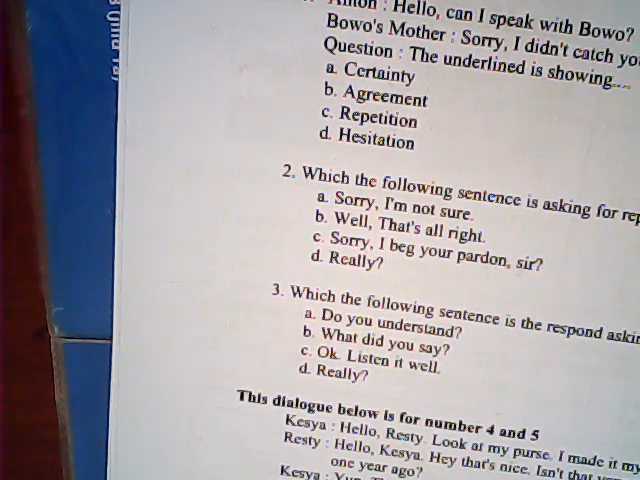 : Hello, can I speak with Bowo?
Bowo's Mother : Sorry, I didn't catch
Question : The underlined is showing....
a. Certainty
b. Agreement
c. Repetition
d. Hesitation
2. Which the following sentence is asking for
a. Sorry, I'm not sure.
b. Well, That's all right.
c. Sorry, I beg your pardon, sir?
d. Really?
3. Which the following sentence is the respond
a. Do you understand?
b. What did you say?
c. Ok. Listen it well.
d. Really?
This dialogue below is for number 4 and 5
Kesya : Hello, Resty. Look at my purse. I made it
Resty : Hello, Kesya. Hey that's nice. Isn't that
one year ago?
Kesya :